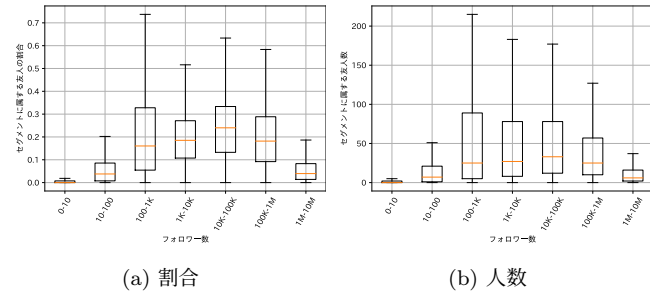 セグメントに属する友人の割合
0.7
0.6
0.5
0.4
0.3
0.2
0.1
0.0
0-10
10-100
100-1K
1K-10K
10K-100K
100K-1M
1M-10M
フォロワー数
(a) 割合
セグメントに属する友人数
200
150
100
50
0
0-10
10-100
100-1K
1K-10K
10K-100K
100K-1M
1M-10M
フォロワー数
(b) 人数